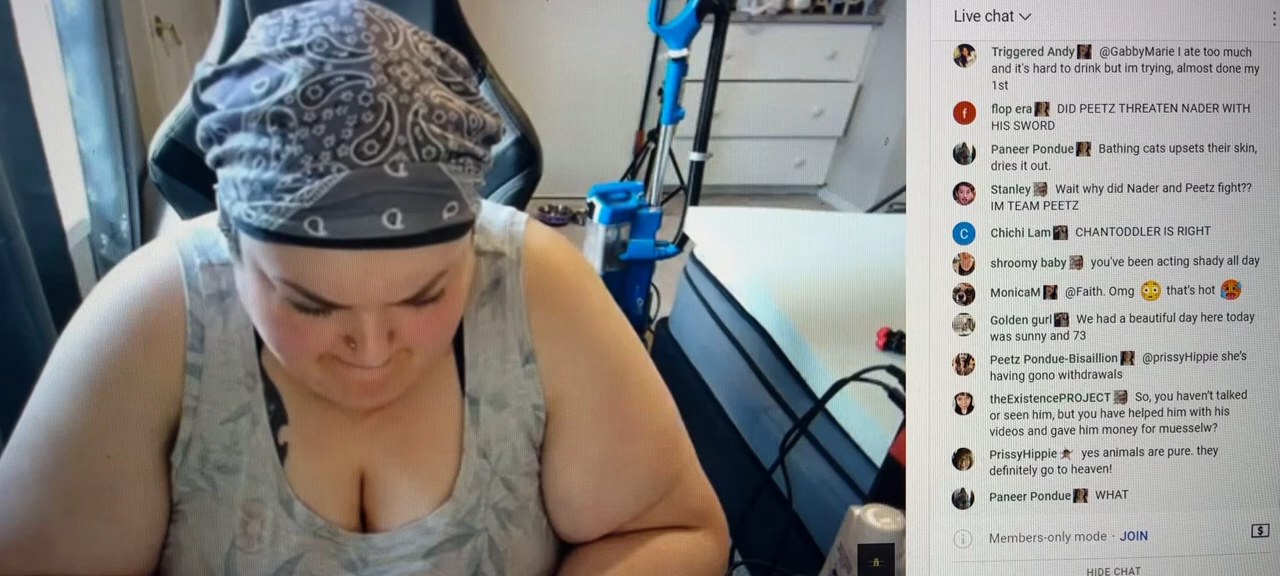 Live chat
Triggered Andy @GabbyMarie I ate too much
and it's hard to drink but im trying, almost done my
1st
flop era DID PEETZ THREATEN NADER WITH
HIS SWORD
Paneer Pondue Bathing cats upsets their skin,
dries it out.
Stanley Wait why did Nader and Peetz fight??
IM TEAM PEETZ
Chichi Lam CHANTODDLER IS RIGHT
shroomy baby you've been acting shady all day
MonicaM @Faith. Omg 😳 that's hot 🥵
Golden gurl We had a beautiful day here today
was sunny and 73
Peetz Pondue-Bisaillion @prissyHippie she's
having gono withdrawals
theExistencePROJECT So, you haven't talked
or seen him, but you have helped him with his
videos and gave him money for muesselw?
PrissyHippie yes animals are pure. they
definitely go to heaven!
Paneer Pondue WHAT
Members-only mode · JOIN
HIDE CHAT